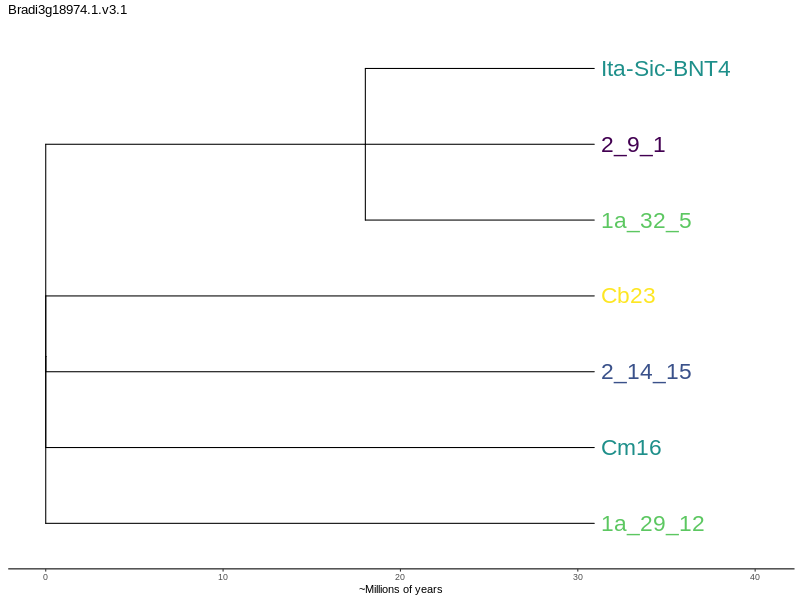 Bradi3g18974.1.v3.1
Ita-Sic-BNT4
2_9_1
1a_32_5
Cb23
2_14_15
Cm16
1a_29_12
0 10 20 30 40
~Millions of years